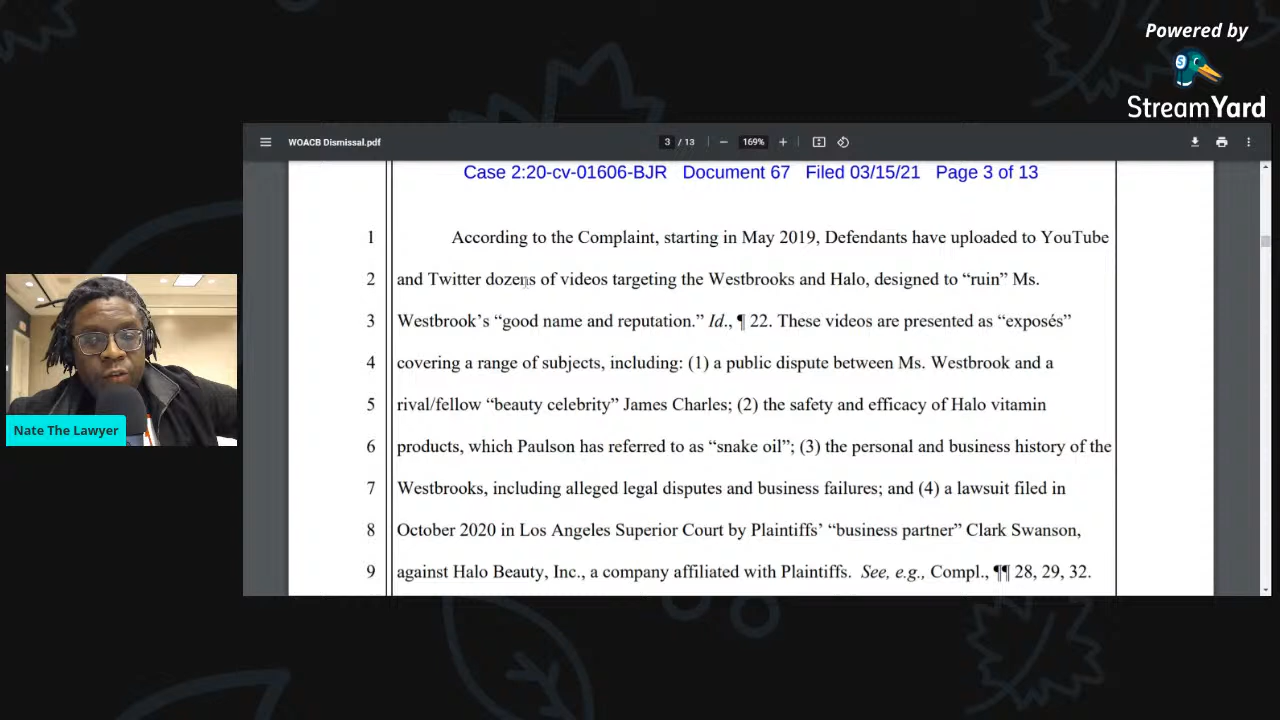 Powered by
StreamYard
WOACB Dismissal.pdf
3 / 13
169%
Case 2:20-cv-01606-BJR Document 67 Filed 03/15/21 Page 3 of 13
1 According to the Complaint, starting in May 2019, Defendants have uploaded to YouTube
2 and Twitter dozens of videos targeting the Westbrooks and Halo, designed to “ruin” Ms.
3 Westbrook’s “good name and reputation.” Id., ¶ 22. These videos are presented as “exposés”
4 covering a range of subjects, including: (1) a public dispute between Ms. Westbrook and a
5 rival/fellow “beauty celebrity” James Charles; (2) the safety and efficacy of Halo vitamin
6 products, which Paulson has referred to as “snake oil”; (3) the personal and business history of the
7 Westbrooks, including alleged legal disputes and business failures; and (4) a lawsuit filed in
8 October 2020 in Los Angeles Superior Court by Plaintiffs’ “business partner” Clark Swanson,
9 against Halo Beauty, Inc., a company affiliated with Plaintiffs. See, e.g., Compl., ¶¶ 28, 29, 32.
Nate The Lawyer